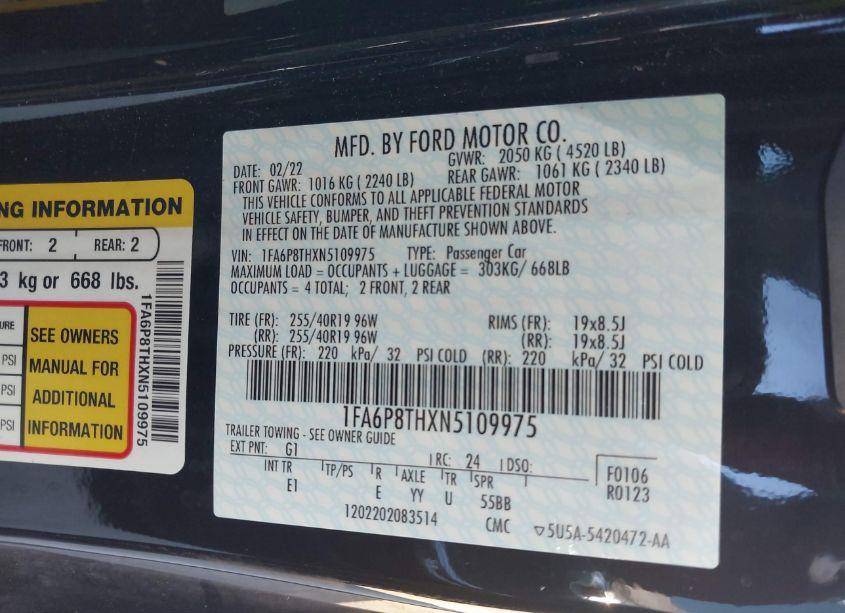 NG INFORMATION
FRONT: 2 REAR: 2
3 kg or 668 lbs.
URE
PSI
PSI
PSI
SEE OWNERS
MANUAL FOR
ADDITIONAL
INFORMATION
1FA6P8THXN5109975
MFD. BY FORD MOTOR CO.
DATE: 02/22 GVWR: 2050 KG ( 4520 LB)
FRONT GAWR: 1016 KG ( 2240 LB) REAR GAWR: 1061 KG ( 2340 LB)
THIS VEHICLE CONFORMS TO ALL APPLICABLE FEDERAL MOTOR
VEHICLE SAFETY, BUMPER, AND THEFT PREVENTION STANDARDS
IN EFFECT ON THE DATE OF MANUFACTURE SHOWN ABOVE.
VIN: 1FA6P8THXN5109975 TYPE: Passenger Car
MAXIMUM LOAD = OCCUPANTS + LUGGAGE = 303KG/ 668LB
OCCUPANTS = 4 TOTAL; 2 FRONT, 2 REAR
TIRE (FR): 255/40R19 96W RIMS (FR): 19x8.5J
(RR): 255/40R19 96W (RR): 19x8.5J
PRESSURE (FR): 220 kPa/ 32 PSI COLD (RR): 220 kPa/ 32 PSI COLD
1FA6P8THXN5109975
TRAILER TOWING - SEE OWNER GUIDE
EXT PNT: G1 RC: 24 DSO: F0106
INT TR TP/PS R AXLE TR SPR R0123
E1 E YY U 55BB
1202202083514 CMC ▽5U5A-5420472-AA